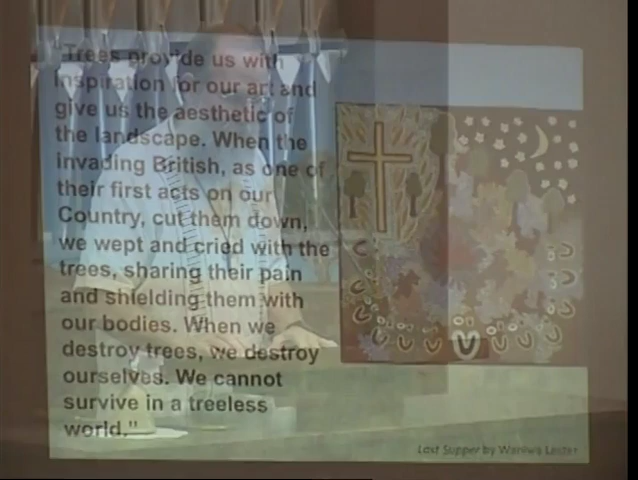 "Trees provide us with
inspiration for our art and
give us the aesthetic of
the landscape. When the
invading British, as one of
their first acts on our
Country, cut them down,
we wept and cried with the
trees, sharing their pain
and shielding them with
our bodies. When we
destroy trees, we destroy
ourselves. We cannot
survive in a treeless
world."
Last Supper by